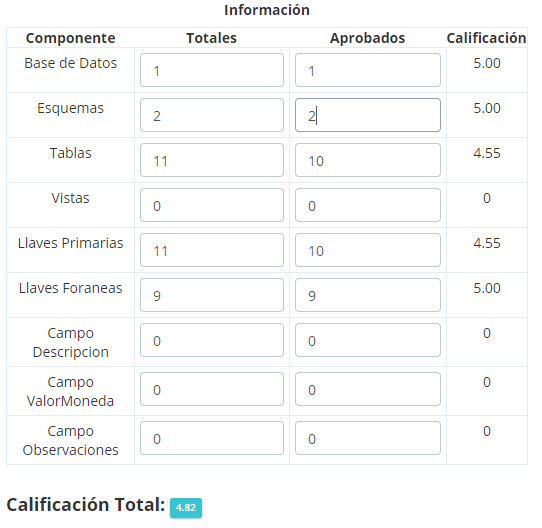 Información
Componente Totales Aprobados Calificación
Base de Datos 1 1 5.00
Esquemas 2 2 5.00
Tablas 11 10 4.55
Vistas 0 0 0
Llaves Primarias 11 10 4.55
Llaves Foraneas 9 9 5.00
Campo
Descripcion 0 0 0
Campo
ValorMoneda 0 0 0
Campo
Observaciones 0 0 0
Calificación Total: 4.82